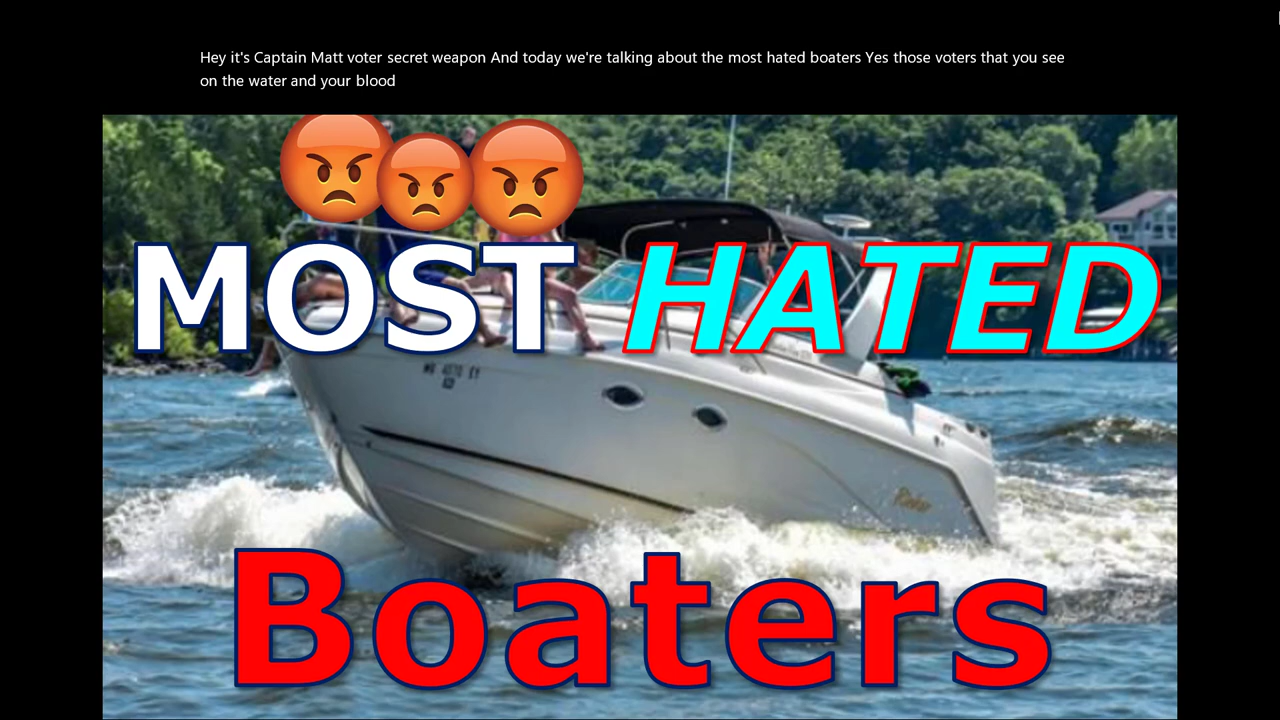 Hey it's Captain Matt voter secret weapon And today we're talking about the most hated boaters Yes those voters that you see
on the water and your blood
MOST HATED
Boaters